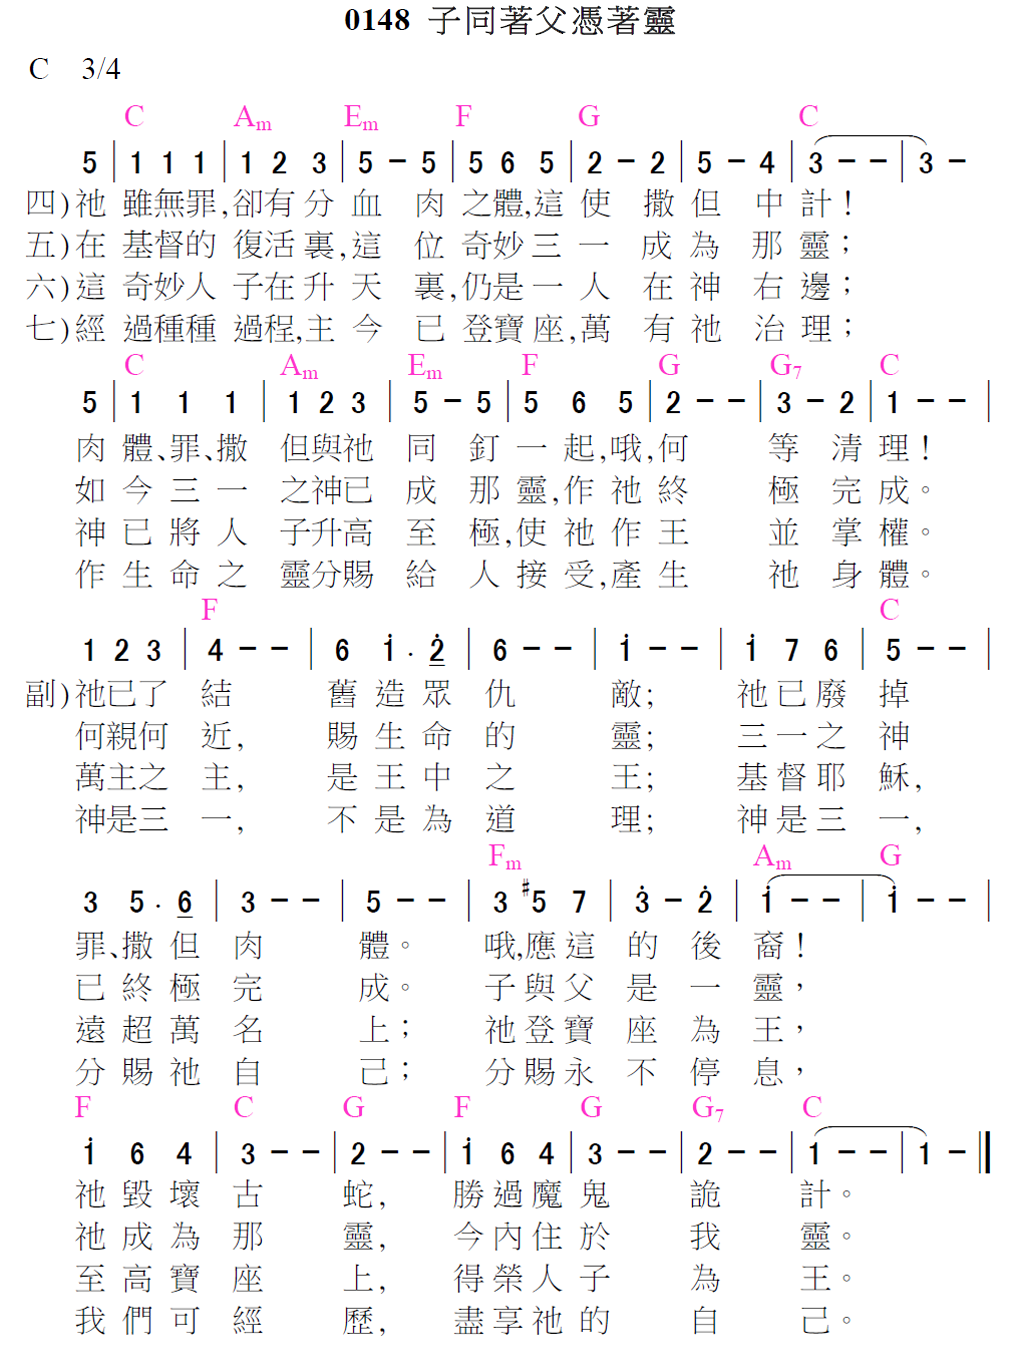 0148 子同著父憑著靈
C 3/4
C Am Em F G C
5 | 1 1 1 | 1 2 3 | 5 - 5 | 5 6 5 | 2 - 2 | 5 - 4 | 3 - - | 3 -
四)祂 雖無罪,卻有分血 肉 之體,這使 撒但 中計!
五)在 基督的 復活裏,這 位 奇妙三一 成為 那靈;
六)這 奇妙人 子在升天 裏,仍是一人 在神 右邊;
七)經 過種種 過程,主今 已 登寶座,萬 有祂 治理;
C Am Em F G G7 C
5 | 1 1 1 | 1 2 3 | 5 - 5 | 5 6 5 | 2 - - | 3 - 2 | 1 - - |
肉 體、罪、撒 但與祂 同 釘 一起,哦,何 等 清理!
如 今三一 之神已 成 那 靈,作祂終 極 完成。
神 已將人 子升高 至 極,使祂作王 並 掌權。
作 生命之 靈分賜 給 人 接受,產生 祂 身體。
F C
1 2 3 | 4 - - | 6 i · 2̇ | 6 - - | i - - | i 7 6 | 5 - - |
副)祂已了 結 舊造眾 仇 敵; 祂已廢 掉
何親何 近, 賜生命 的 靈; 三一之 神
萬主之 主, 是王中 之 王; 基督耶 穌,
神是三 一, 不是為 道 理; 神是三 一,
Fm Am G
3 5 · 6 | 3 - - | 5 - - | 3 #5 7 | 3̇ - 2̇ | i - - | i - - |
罪、撒但 肉 體。 哦,應這 的 後 裔!
已終極 完 成。 子與父 是 一 靈,
遠超萬 名 上; 祂登寶 座 為 王,
分賜祂 自 己; 分賜永 不 停 息,
F C G F G G7 C
i 6 4 | 3 - - | 2 - - | i 6 4 | 3 - - | 2 - - | 1 - - | 1 - ||
祂毀壞 古 蛇, 勝過魔 鬼 詭 計。
祂成為 那 靈, 今內住 於 我 靈。
至高寶 座 上, 得榮人 子 為 王。
我們可 經 歷, 盡享祂 的 自 己。